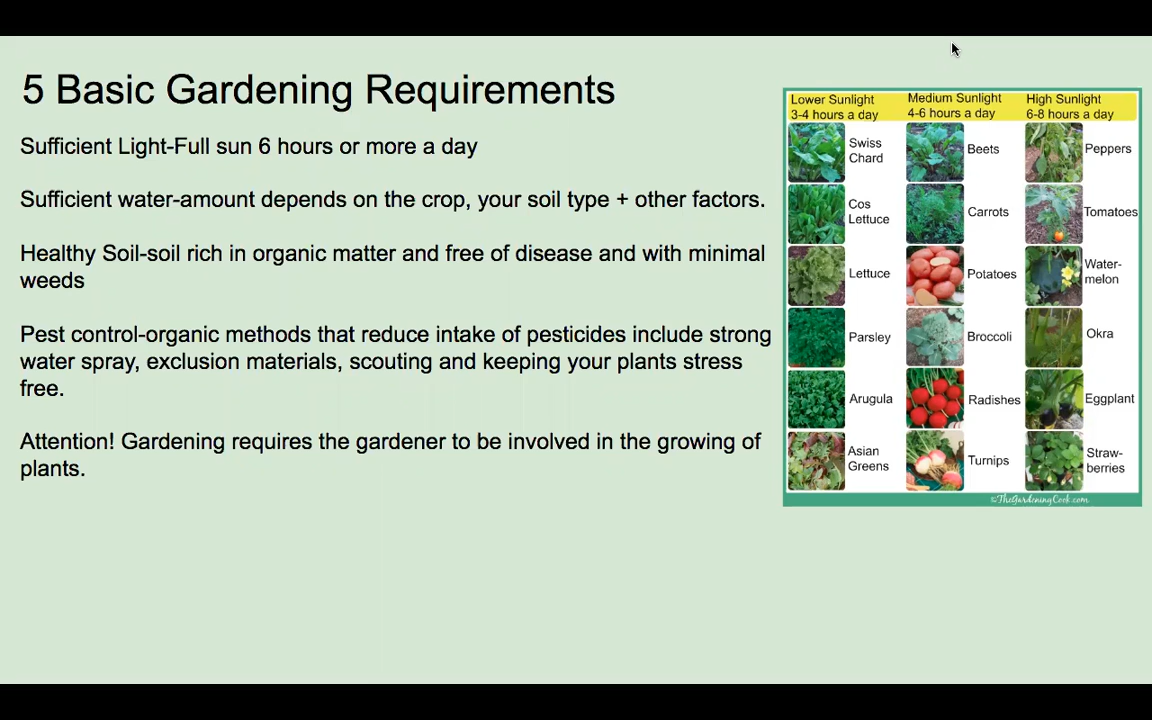 5 Basic Gardening Requirements
Sufficient Light-Full sun 6 hours or more a day
Sufficient water-amount depends on the crop, your soil type + other factors.
Healthy Soil-soil rich in organic matter and free of disease and with minimal
weeds
Pest control-organic methods that reduce intake of pesticides include strong
water spray, exclusion materials, scouting and keeping your plants stress
free.
Attention! Gardening requires the gardener to be involved in the growing of
plants.
Lower Sunlight
3-4 hours a day
Swiss
Chard
Cos
Lettuce
Lettuce
Parsley
Arugula
Asian
Greens
Medium Sunlight
4-6 hours a day
Beets
Carrots
Potatoes
Broccoli
Radishes
Turnips
High Sunlight
6-8 hours a day
Peppers
Tomatoes
Water-
melon
Okra
Eggplant
Straw-
berries
©TheGardeningCook.com